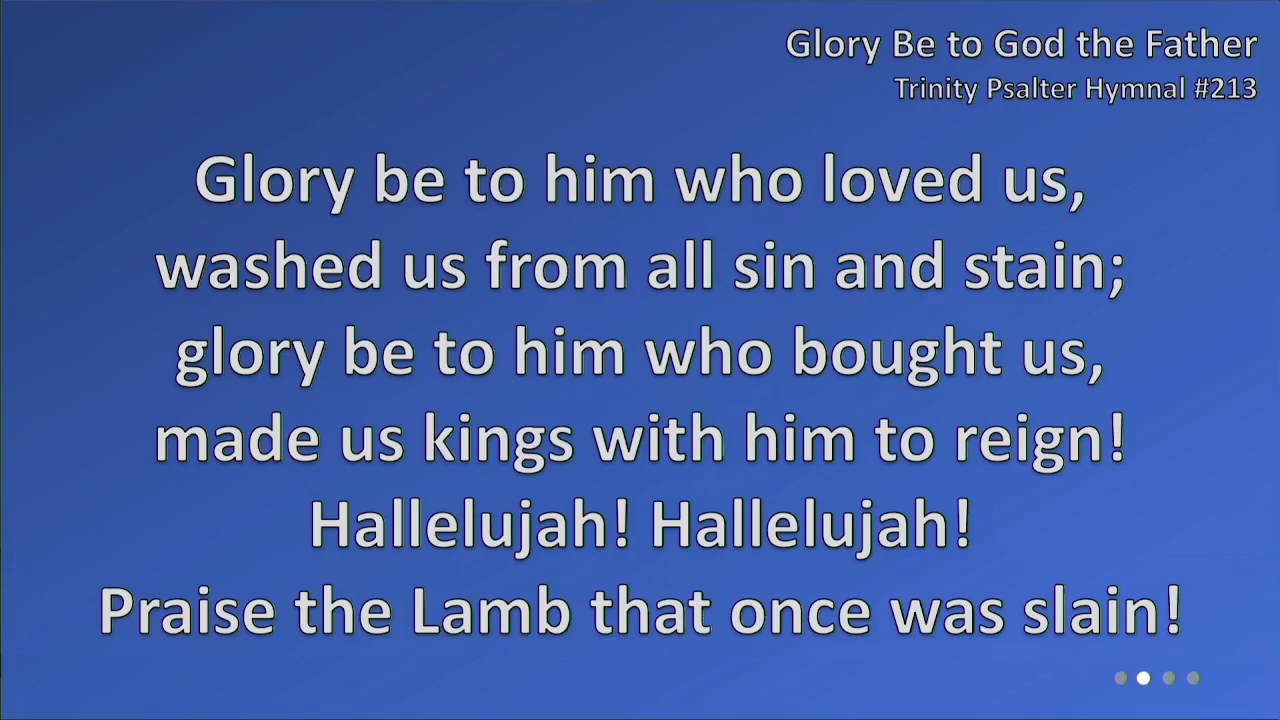 Glory Be to God the Father
Trinity Psalter Hymnal #213
Glory be to him who loved us,
washed us from all sin and stain;
glory be to him who bought us,
made us kings with him to reign!
Hallelujah! Hallelujah!
Praise the Lamb that once was slain!